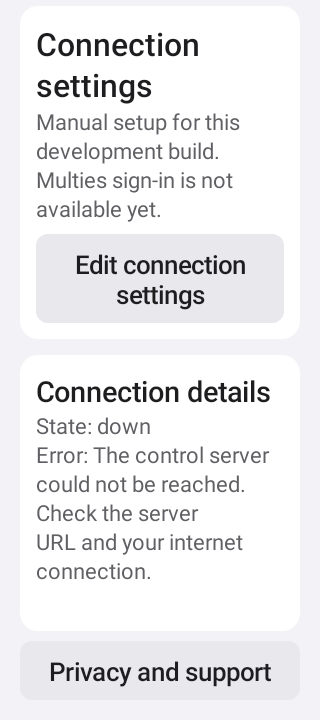 Connection
settings
Manual setup for this
development build.
Multies sign-in is not
available yet.
Edit connection
settings
Connection details
State: down
Error: The control server
could not be reached.
Check the server
URL and your internet
connection.
Privacy and support